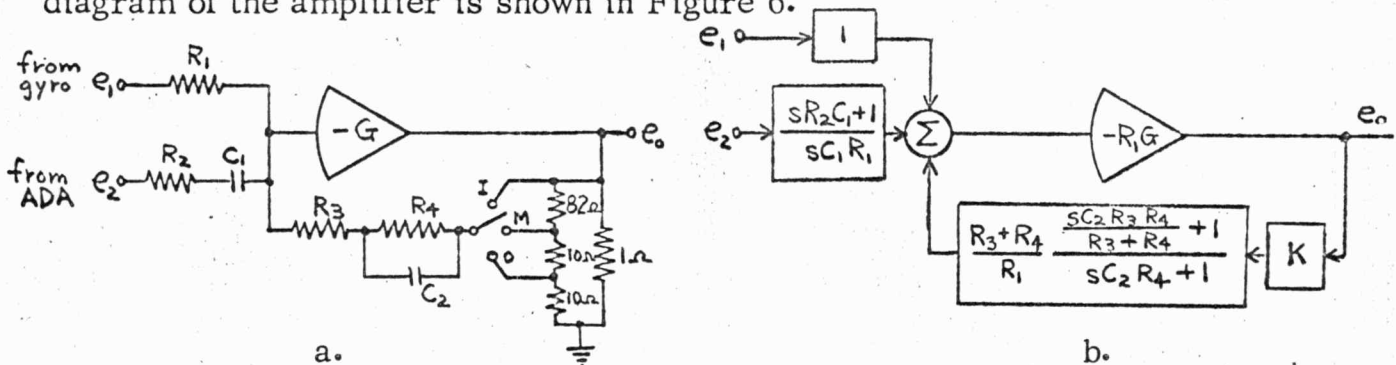 diagram of the amplifier is shown in Figure 6.
from
gyro e₁
R₁
-G
e₀
from
ADA e₂
R₂
C₁
R₃
R₄
C₂
I
M
O
82Ω
10Ω
10Ω
1Ω
a.
e₁
1
e₂
sR₂C₁+1
sC₁R₁
Σ
-R₁G
e₀
R₃+R₄
R₁
sC₂R₃R₄
R₃+R₄
+1
sC₂R₄+1
K
b.